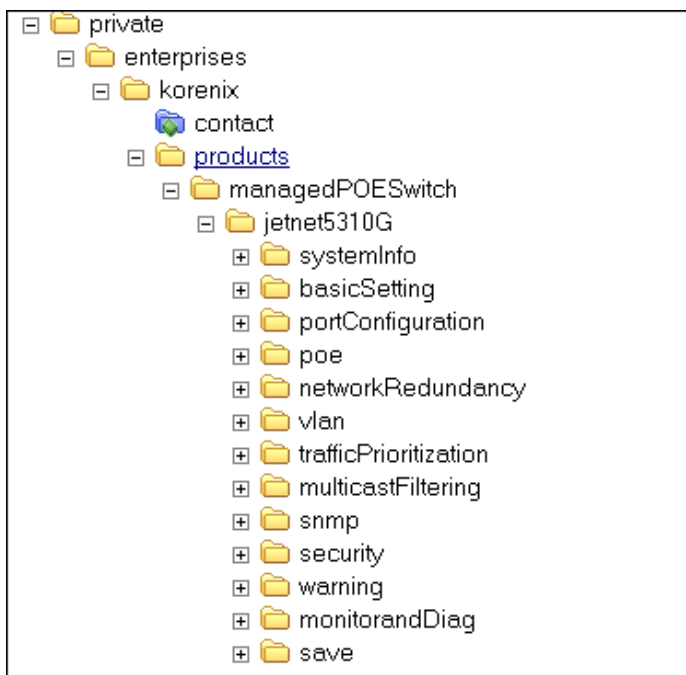 private
enterprises
korenix
contact
products
managedPOESwitch
jetnet5310G
systemInfo
basicSetting
portConfiguration
poe
networkRedundancy
vlan
trafficPrioritization
multicastFiltering
snmp
security
warning
monitorandDiag
save